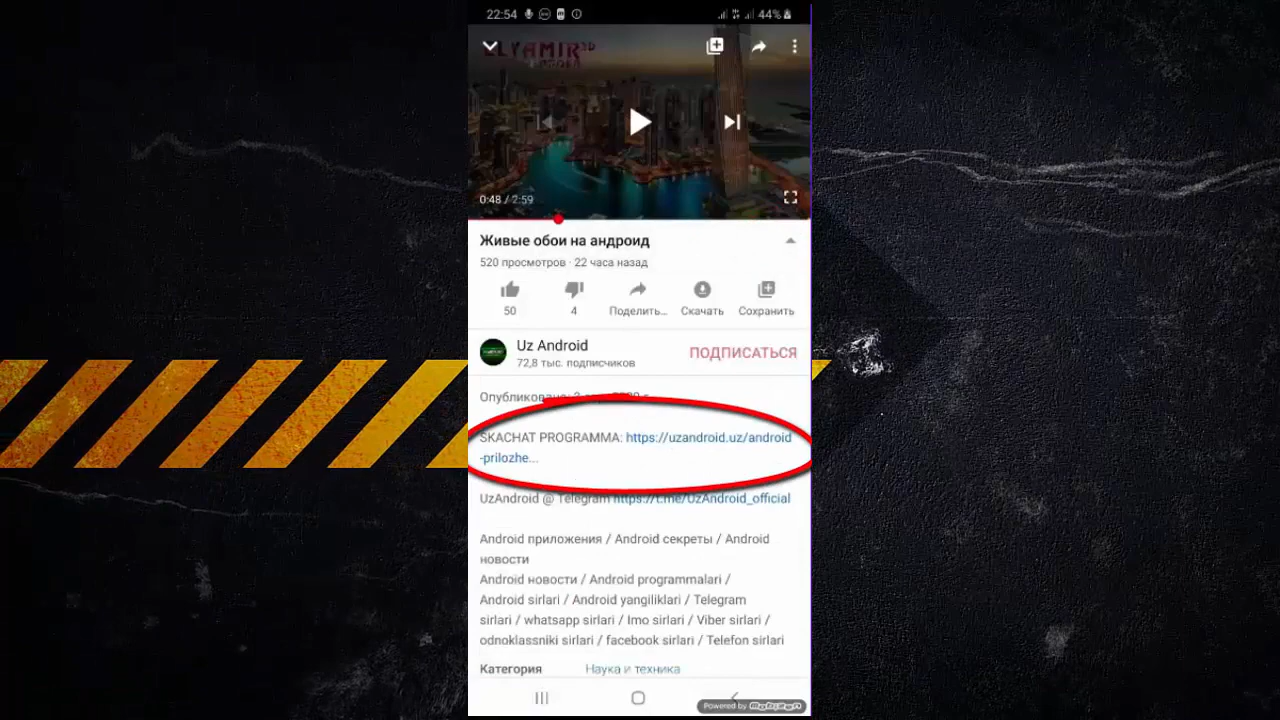 22:54
44%
ELYAMIR
0:48 / 2:59
Живые обои на андроид
520 просмотров · 22 часа назад
50
4
Поделить...
Скачать
Сохранить
Uz Android
72,8 тыс. подписчиков
ПОДПИСАТЬСЯ
Опубликовано:
SKACHAT PROGRAMMA: https://uzandroid.uz/android
-prilozhe...
UzAndroid @ Telegram https://t.me/UzAndroid_official
Android приложения / Android секреты / Android
новости
Android новости / Android programmalari /
Android sirlari / Android yangiliklari / Telegram
sirlari / whatsapp sirlari / Imo sirlari / Viber sirlari /
odnoklassniki sirlari / facebook sirlari / Telefon sirlari
Категория
Наука и техника
Powered by